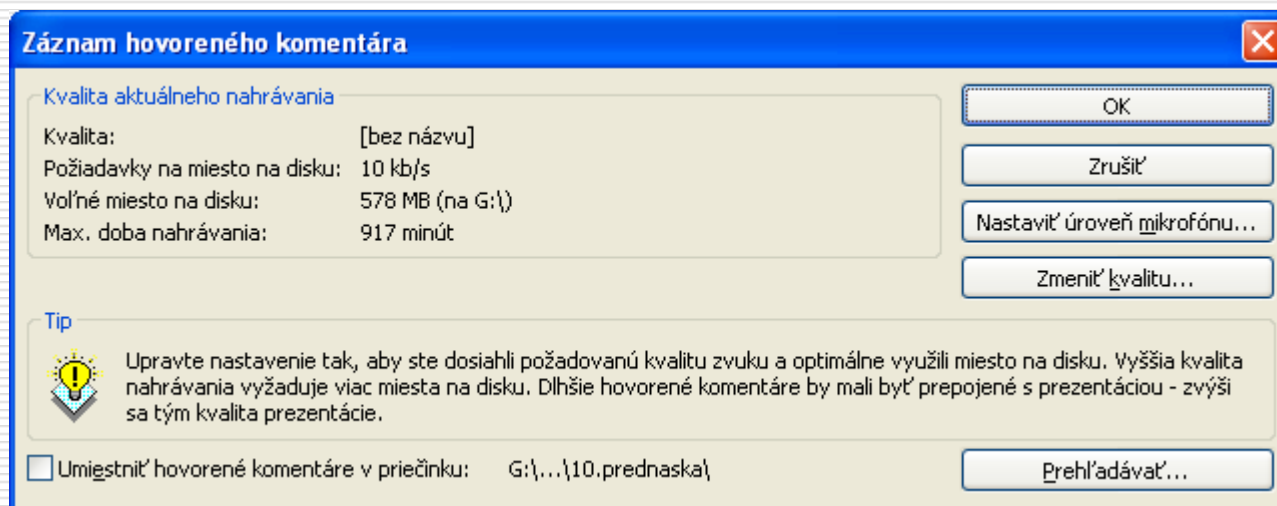 Záznam hovoreného komentára
Kvalita aktuálneho nahrávania
Kvalita: [bez názvu]
Požiadavky na miesto na disku: 10 kb/s
Voľné miesto na disku: 578 MB (na G:\)
Max. doba nahrávania: 917 minút
OK
Zrušiť
Nastaviť úroveň mikrofónu...
Zmeniť kvalitu...
Tip
Upravte nastavenie tak, aby ste dosiahli požadovanú kvalitu zvuku a optimálne využili miesto na disku. Vyššia kvalita
nahrávania vyžaduje viac miesta na disku. Dlhšie hovorené komentáre by mali byť prepojené s prezentáciou - zvýši
sa tým kvalita prezentácie.
Umiestniť hovorené komentáre v priečinku: G:\...\10.prednaska\
Prehľadávať...